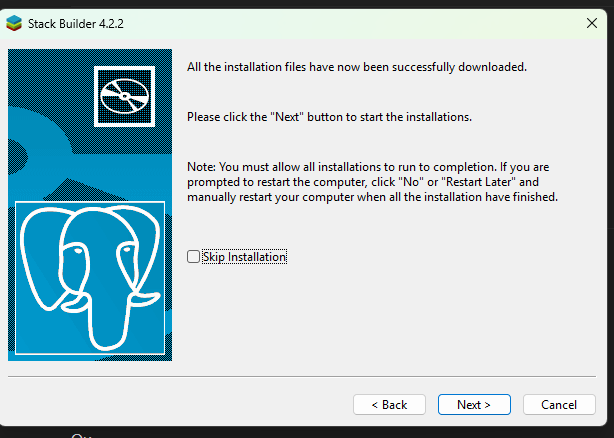 Stack Builder 4.2.2
All the installation files have now been successfully downloaded.
Please click the "Next" button to start the installations.
Note: You must allow all installations to run to completion. If you are
prompted to restart the computer, click "No" or "Restart Later" and
manually restart your computer when all the installation have finished.
Skip Installation
< Back
Next >
Cancel